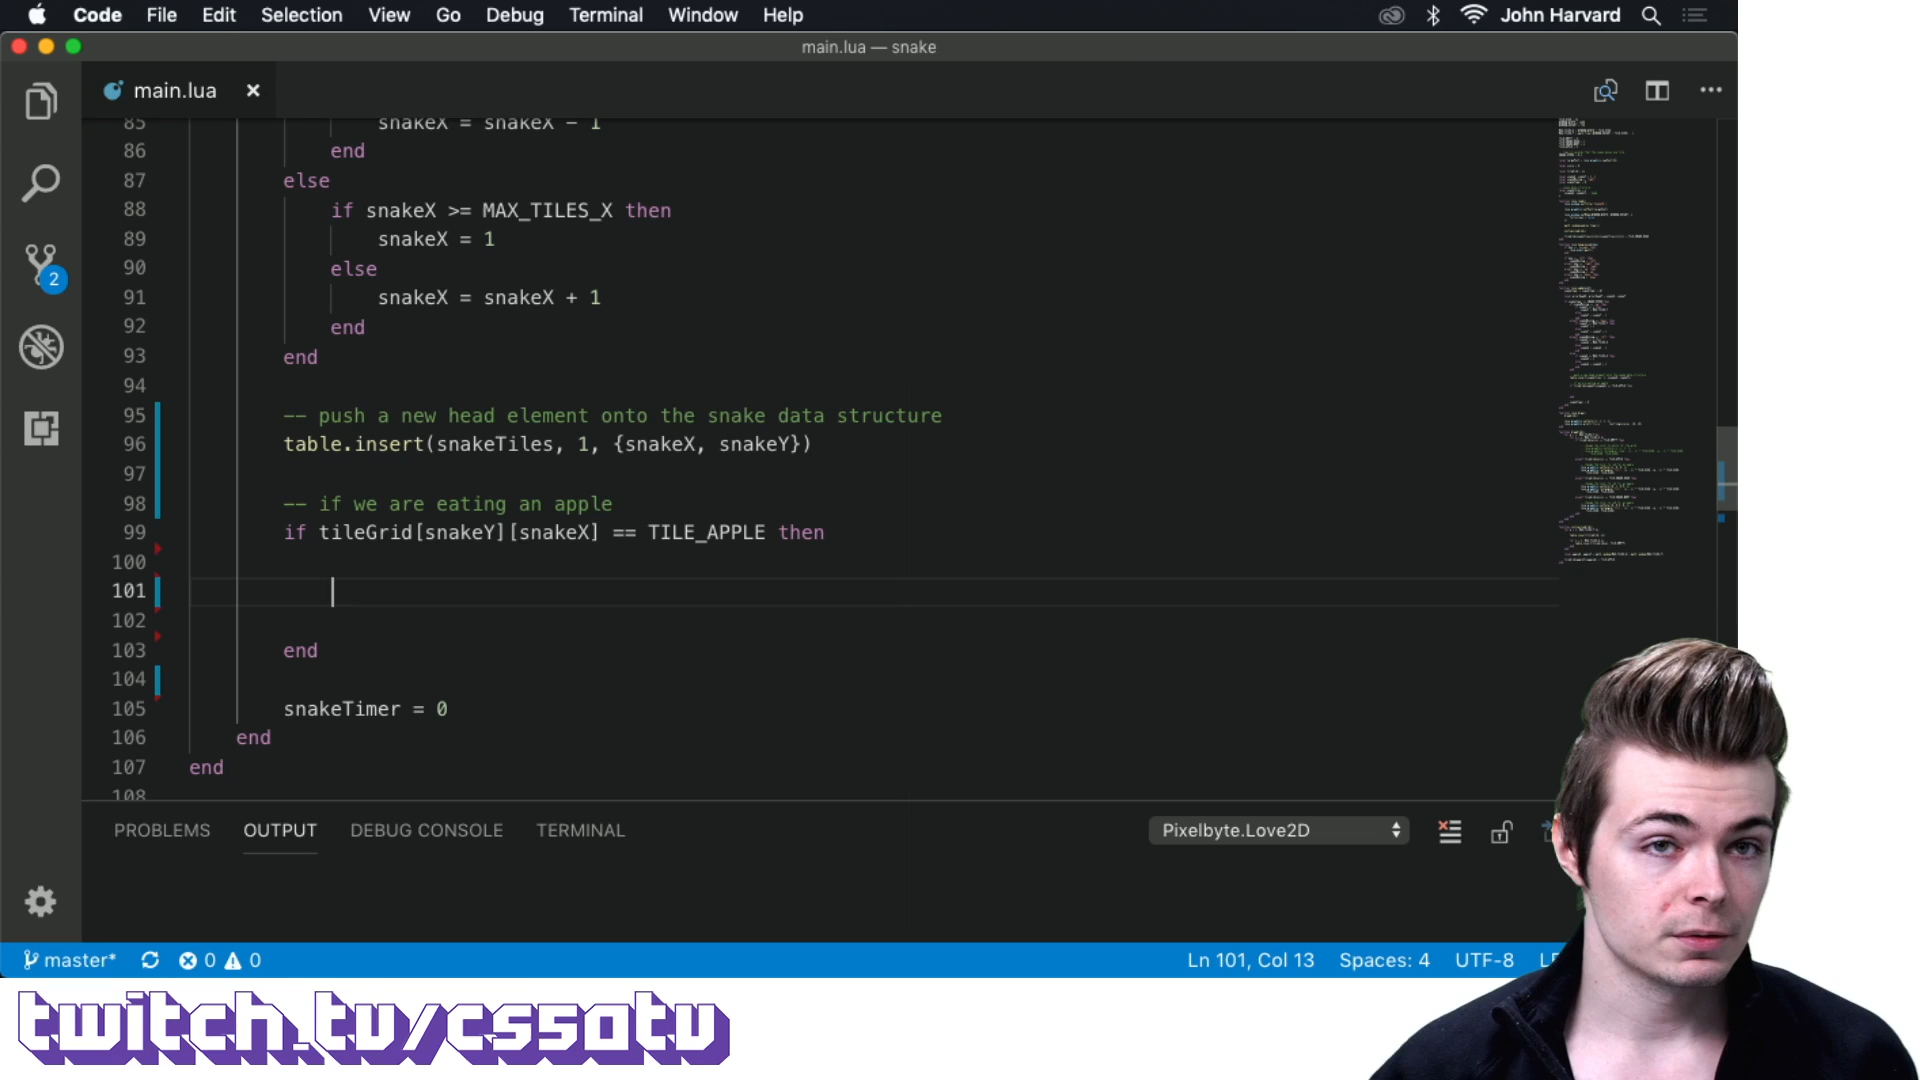 Code File Edit Selection View Go Debug Terminal Window Help John Harvard
main.lua — snake
main.lua
85 snakeX = snakeX - 1
86 end
87 else
88 if snakeX >= MAX_TILES_X then
89 snakeX = 1
90 else
91 snakeX = snakeX + 1
92 end
93 end
94
95 -- push a new head element onto the snake data structure
96 table.insert(snakeTiles, 1, {snakeX, snakeY})
97
98 -- if we are eating an apple
99 if tileGrid[snakeY][snakeX] == TILE_APPLE then
100
101
102
103 end
104
105 snakeTimer = 0
106 end
107 end
108
2
PROBLEMS OUTPUT DEBUG CONSOLE TERMINAL Pixelbyte.Love2D
master* 0 0 Ln 101, Col 13 Spaces: 4 UTF-8
twitch.tv/cs50tv